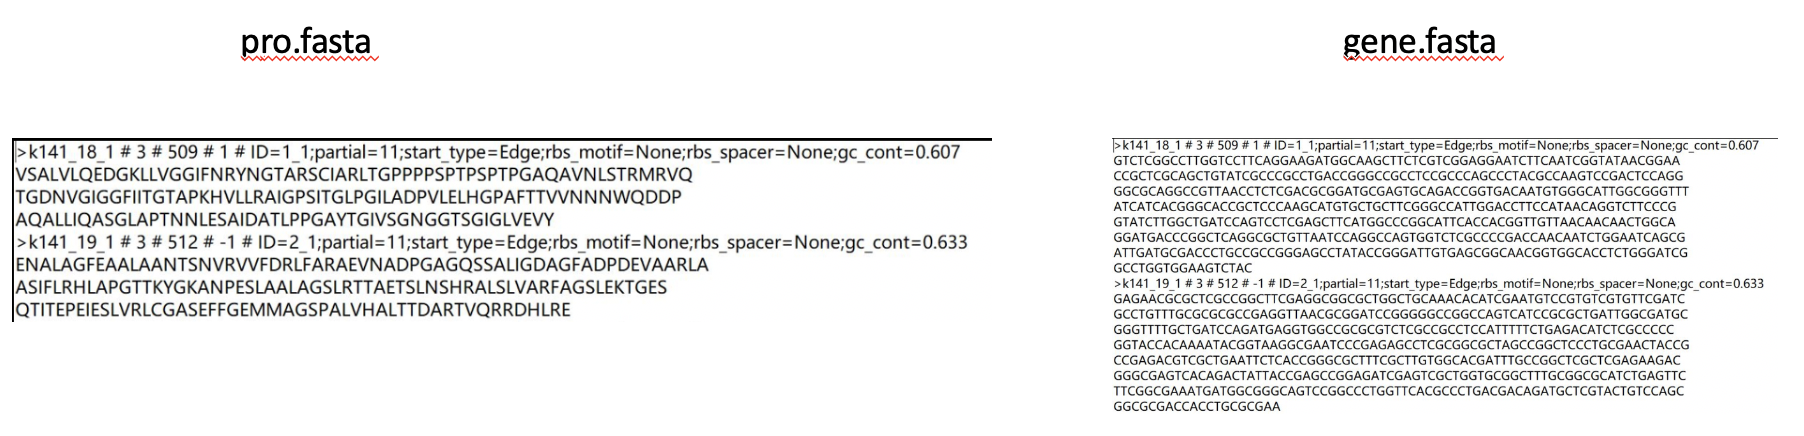 pro.fasta
>k141_18_1 # 3 # 509 # 1 # ID=1_1;partial=11;start_type=Edge;rbs_motif=None;rbs_spacer=None;gc_cont=0.607
VSALVLQEDGKLLVGGIFNRYNGTARSCIARLTGPPPPSPTPSPTPGAQAVNLSTRMRVQ
TGDNVGIGGFIITGTAPKHVLLRAIGPSITGLPGILADPVLELHGPAFTTVVNNNWQDDP
AQALLIQASGLAPTNNLESAIDATLPPGAYTGIVSGNGGTSGIGLVEVY
>k141_19_1 # 3 # 512 # -1 # ID=2_1;partial=11;start_type=Edge;rbs_motif=None;rbs_spacer=None;gc_cont=0.633
ENALAGFEAALAANTSNVRVVFDRLFARAEVNADPGAGQSSALIGDAGFADPDEVAARLA
ASIFLRHLAPGTTKYGKANPESLAALAGSLRTTAETSLNSHRALSLVARFAGSLEKTGES
QTITEPEIESLVRLCGASEFFGEMMAGSPALVHALTTDARTVQRRDHLRE
gene.fasta
>k141_18_1 # 3 # 509 # 1 # ID=1_1;partial=11;start_type=Edge;rbs_motif=None;rbs_spacer=None;gc_cont=0.607
GTCTCGGCCTTGGTCCTTCAGGAAGATGGCAAGCTTCTCGTCGGAGGAATCTTCAATCGGTATAACGGAA
CCGCTCGCAGCTGTATCGCCCGCCTGACCGGGCCGCCTCCGCCCAGCCCTACGCCAAGTCCGACTCCAGG
GGCGCAGGCCGTTAACCTCTCGACGCGGATGCGAGTGCAGACCGGTGACAATGTGGGCATTGGCGGGTTT
ATCATCACGGGCACCGCTCCCAAGCATGTGCTGCTTCGGGCCATTGGACCTTCCATAACAGGTCTTCCCG
GTATCTTGGCTGATCCAGTCCTCGAGCTTCATGGCCCGGCATTCACCACGGTTGTTAACAACAACTGGCA
GGATGACCCGGCTCAGGCGCTGTTAATCCAGGCCAGTGGTCTCGCCCCGACCAACAATCTGGAATCAGCG
ATTGATGCGACCCTGCCGCCGGGAGCCTATACCGGGATTGTGAGCGGCAACGGTGGCACCTCTGGGATCG
GCCTGGTGGAAGTCTAC
>k141_19_1 # 3 # 512 # -1 # ID=2_1;partial=11;start_type=Edge;rbs_motif=None;rbs_spacer=None;gc_cont=0.633
GAGAACGCGCTCGCCGGCTTCGAGGCGGCGCTGGCTGCAAACACATCGAATGTCCGTGTCGTGTTCGATC
GCCTGTTTGCGCGCGCCGAGGTTAACGCGGATCCGGGGGCCGGCCAGTCATCCGCGCTGATTGGCGATGC
GGGTTTTGCTGATCCAGATGAGGTGGCCGCGCGTCTCGCCGCCTCCATTTTTCTGAGACATCTCGCCCCC
GGTACCACAAAATACGGTAAGGCGAATCCCGAGAGCCTCGCGGCGCTAGCCGGCTCCCTGCGAACTACCG
CCGAGACGTCGCTGAATTCTCACCGGGCGCTTTCGCTTGTGGCACGATTTGCCGGCTCGCTCGAGAAGAC
GGGCGAGTCACAGACTATTACCGAGCCGGAGATCGAGTCGCTGGTGCGGCTTTGCGGCGCATCTGAGTTC
TTCGGCGAAATGATGGCGGGCAGTCCGGCCCTGGTTCACGCCCTGACGACAGATGCTCGTACTGTCCAGC
GGCGCGACCACCTGCGCGAA